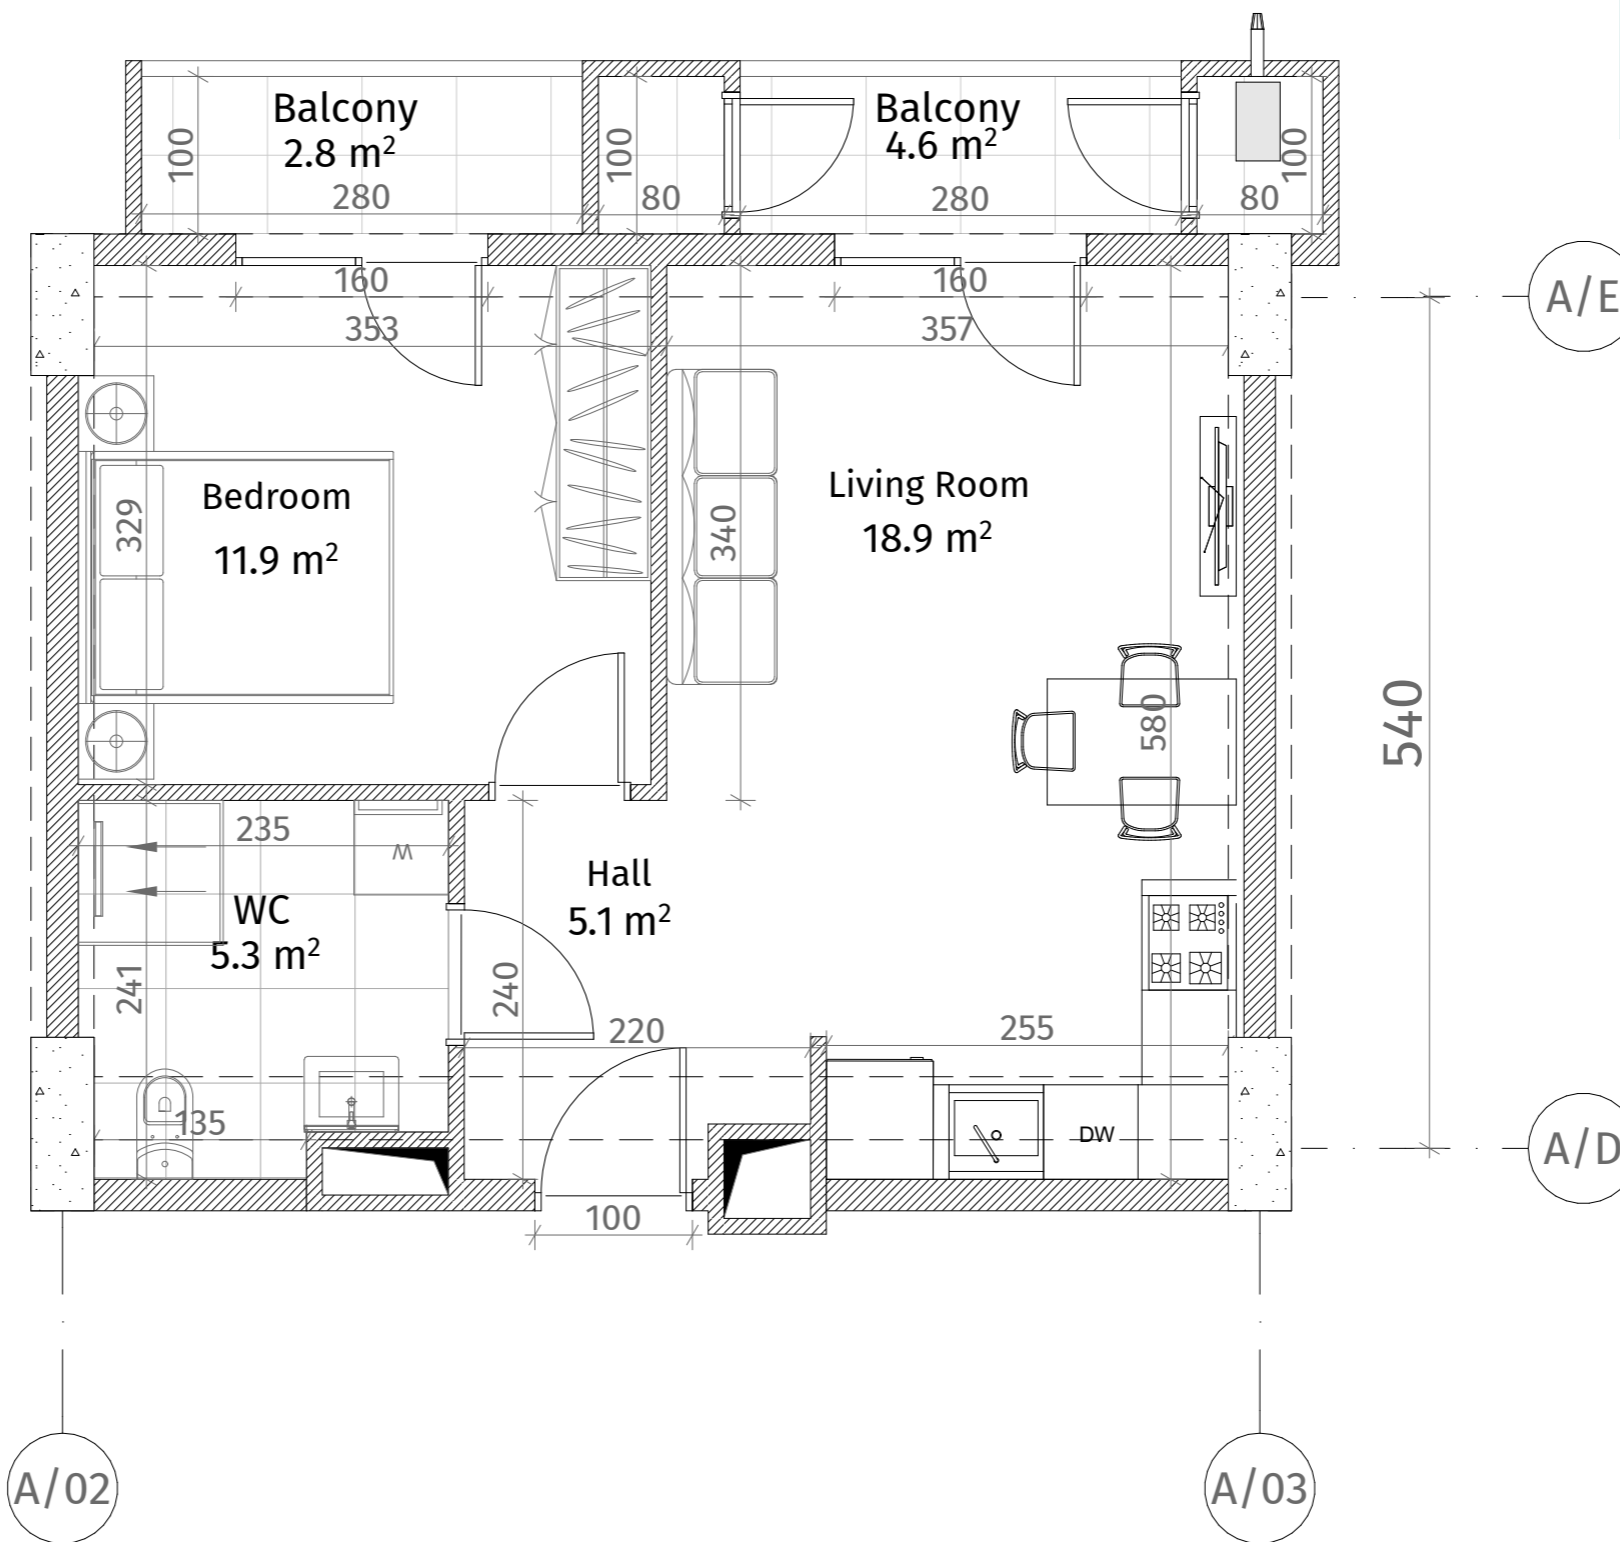 Balcony
2.8 m²
100
280
100
80
Balcony
4.6 m²
280
100
80
160
353
160
357
A/E
Bedroom
11.9 m²
329
340
Living Room
18.9 m²
580
540
235
W
WC
5.3 m²
241
Hall
5.1 m²
240
220
255
135
DW
A/D
100
A/02
A/03